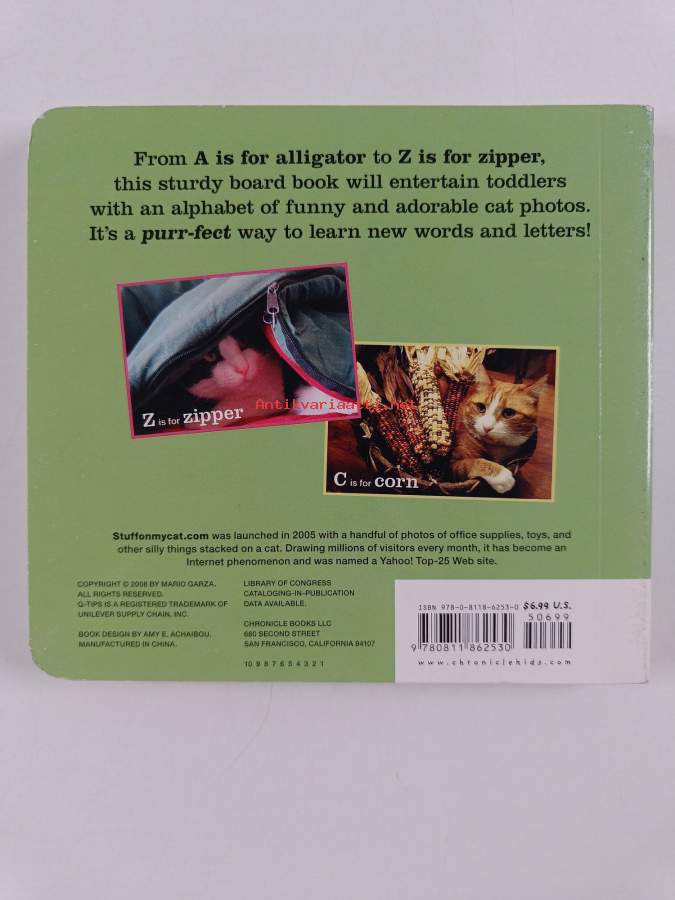 From A is for alligator to Z is for zipper,
this sturdy board book will entertain toddlers
with an alphabet of funny and adorable cat photos.
It's a purr-fect way to learn new words and letters!
Z is for zipper
Antikvariaatti.net
C is for corn
Stuffonmycat.com was launched in 2005 with a handful of photos of office supplies, toys, and
other silly things stacked on a cat. Drawing millions of visitors every month, it has become an
Internet phenomenon and was named a Yahoo! Top-25 Web site.
COPYRIGHT © 2008 BY MARIO GARZA.
ALL RIGHTS RESERVED.
Q-TIPS IS A REGISTERED TRADEMARK OF
UNILEVER SUPPLY CHAIN, INC.
BOOK DESIGN BY AMY E. ACHAIBOU.
MANUFACTURED IN CHINA.
LIBRARY OF CONGRESS
CATALOGING-IN-PUBLICATION
DATA AVAILABLE.
CHRONICLE BOOKS LLC
680 SECOND STREET
SAN FRANCISCO, CALIFORNIA 94107
10 9 8 7 6 5 4 3 2 1
ISBN 978-0-8118-6253-0 $6.99 U.S.
50699
9 780811 862530
www.chroniclekids.com